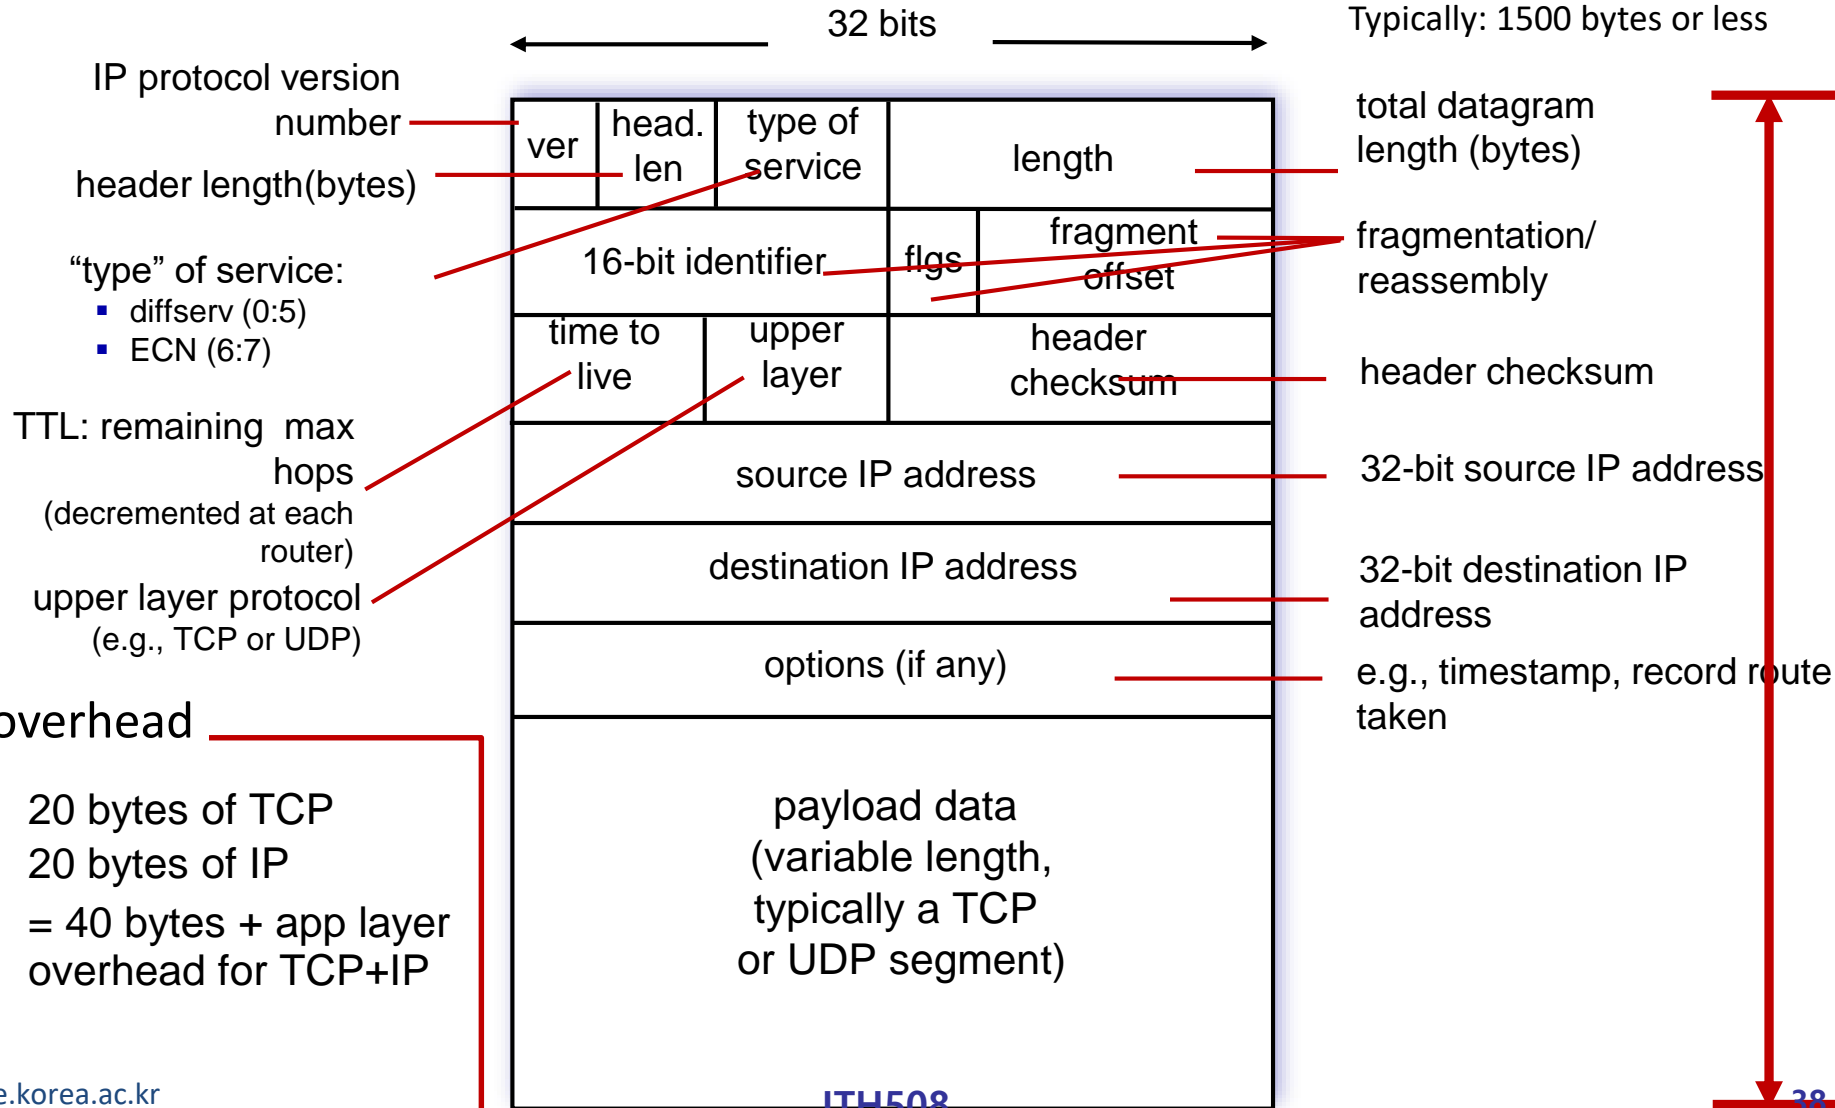 32 bits
Typically: 1500 bytes or less
IP protocol version
number
header length(bytes)
"type" of service:
▪ diffserv (0:5)
▪ ECN (6:7)
TTL: remaining max
hops
(decremented at each
router)
upper layer protocol
(e.g., TCP or UDP)
overhead
20 bytes of TCP
20 bytes of IP
= 40 bytes + app layer
overhead for TCP+IP
ver
head.
len
type of
service
length
16-bit identifier
flgs
fragment
offset
time to
live
upper
layer
header
checksum
source IP address
destination IP address
options (if any)
payload data
(variable length,
typically a TCP
or UDP segment)
total datagram
length (bytes)
fragmentation/
reassembly
header checksum
32-bit source IP address
32-bit destination IP
address
e.g., timestamp, record route
taken
e.korea.ac.kr
ITH508
38